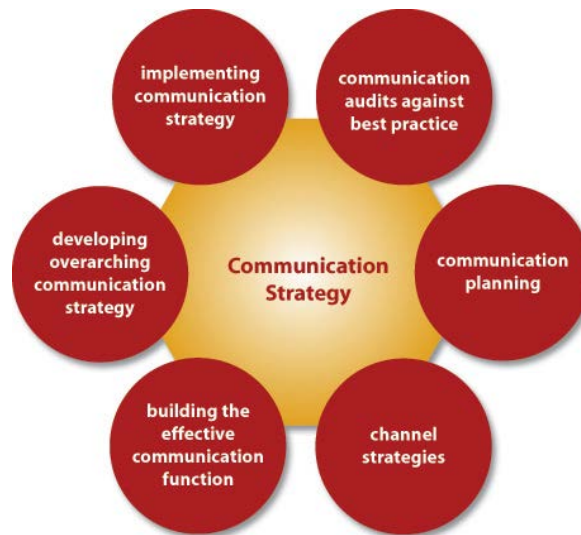 implementing
communication
strategy
communication
audits against
best practice
developing
overarching
communication
strategy
Communication
Strategy
communication
planning
building the
effective
communication
function
channel
strategies